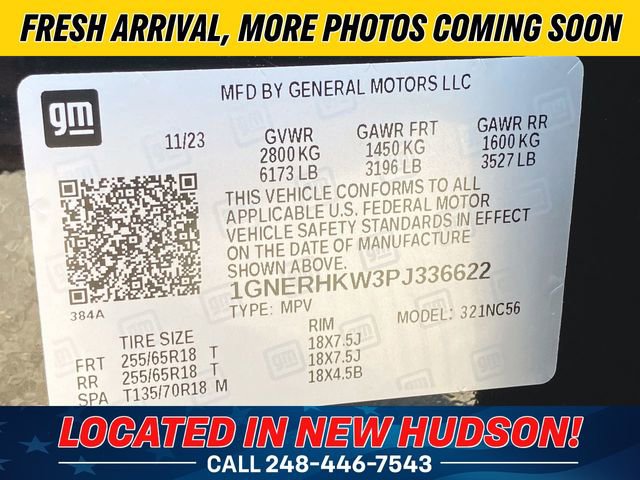 FRESH ARRIVAL, MORE PHOTOS COMING SOON
gm
MFD BY GENERAL MOTORS LLC
11/23
GVWR
2800 KG
6173 LB
GAWR FRT
1450 KG
3196 LB
GAWR RR
1600 KG
3527 LB
THIS VEHICLE CONFORMS TO ALL
APPLICABLE U.S. FEDERAL MOTOR
VEHICLE SAFETY STANDARDS IN EFFECT
ON THE DATE OF MANUFACTURE
SHOWN ABOVE.
1GNERHKW3PJ336622
TYPE: MPV
MODEL: 321NC56
384A
TIRE SIZE
RIM
FRT 255/65R18 T 18X7.5J
RR 255/65R18 T 18X7.5J
SPA T135/70R18 M 18X4.5B
LOCATED IN NEW HUDSON!
CALL 248-446-7543